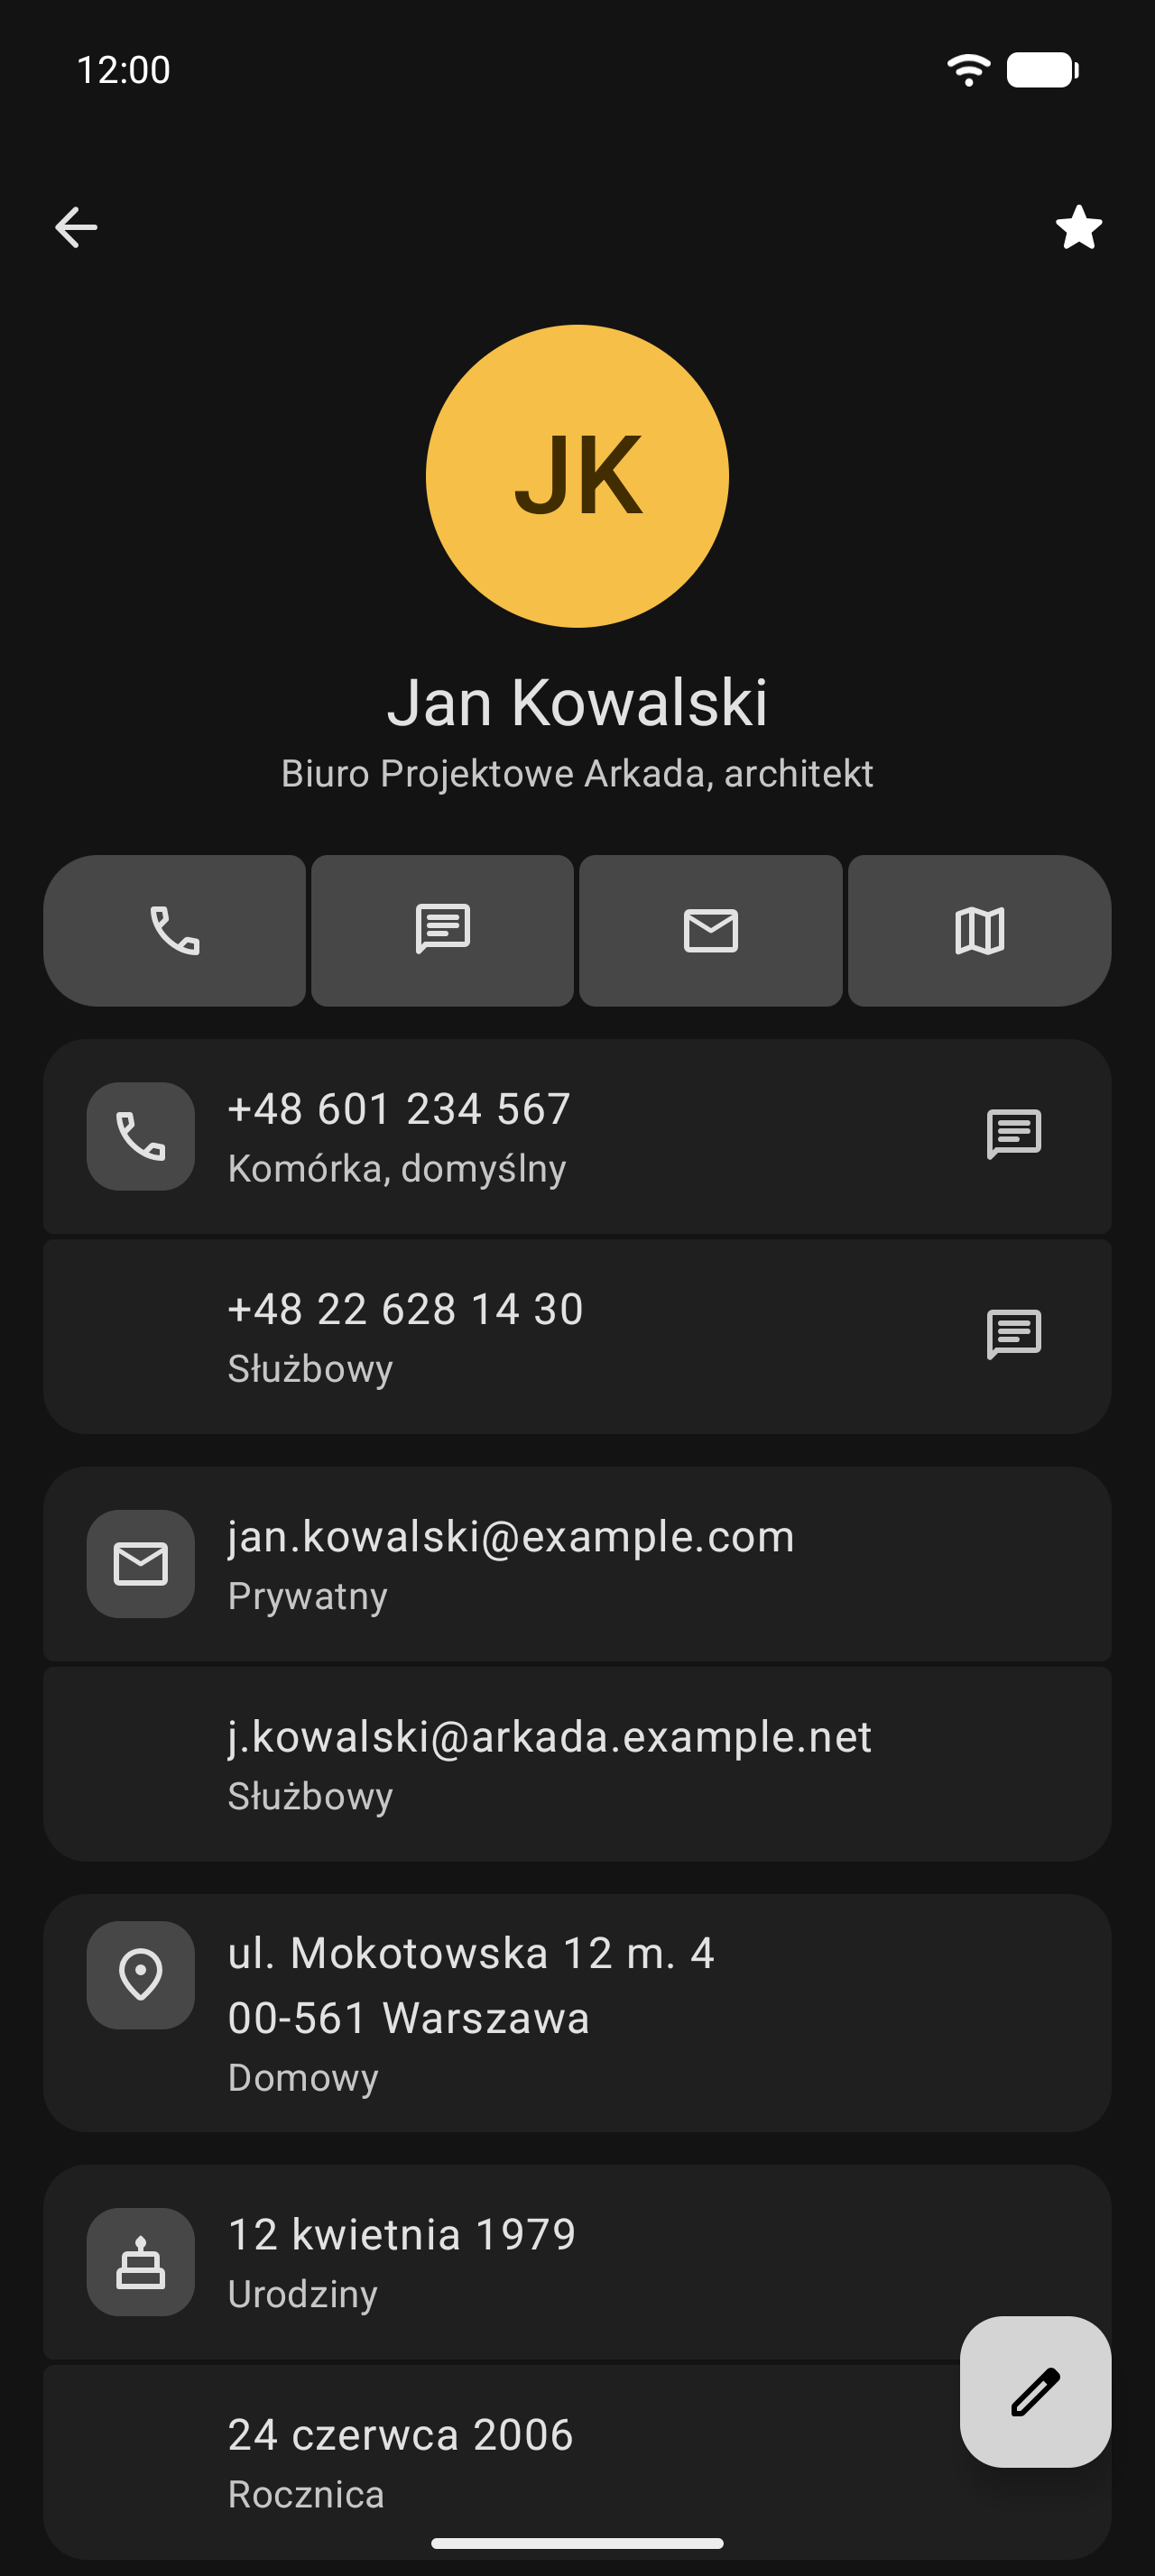 12:00
JK
Jan Kowalski
Biuro Projektowe Arkada, architekt
+48 601 234 567
Komórka, domyślny
+48 22 628 14 30
Służbowy
jan.kowalski@example.com
Prywatny
j.kowalski@arkada.example.net
Służbowy
ul. Mokotowska 12 m. 4
00-561 Warszawa
Domowy
12 kwietnia 1979
Urodziny
24 czerwca 2006
Rocznica